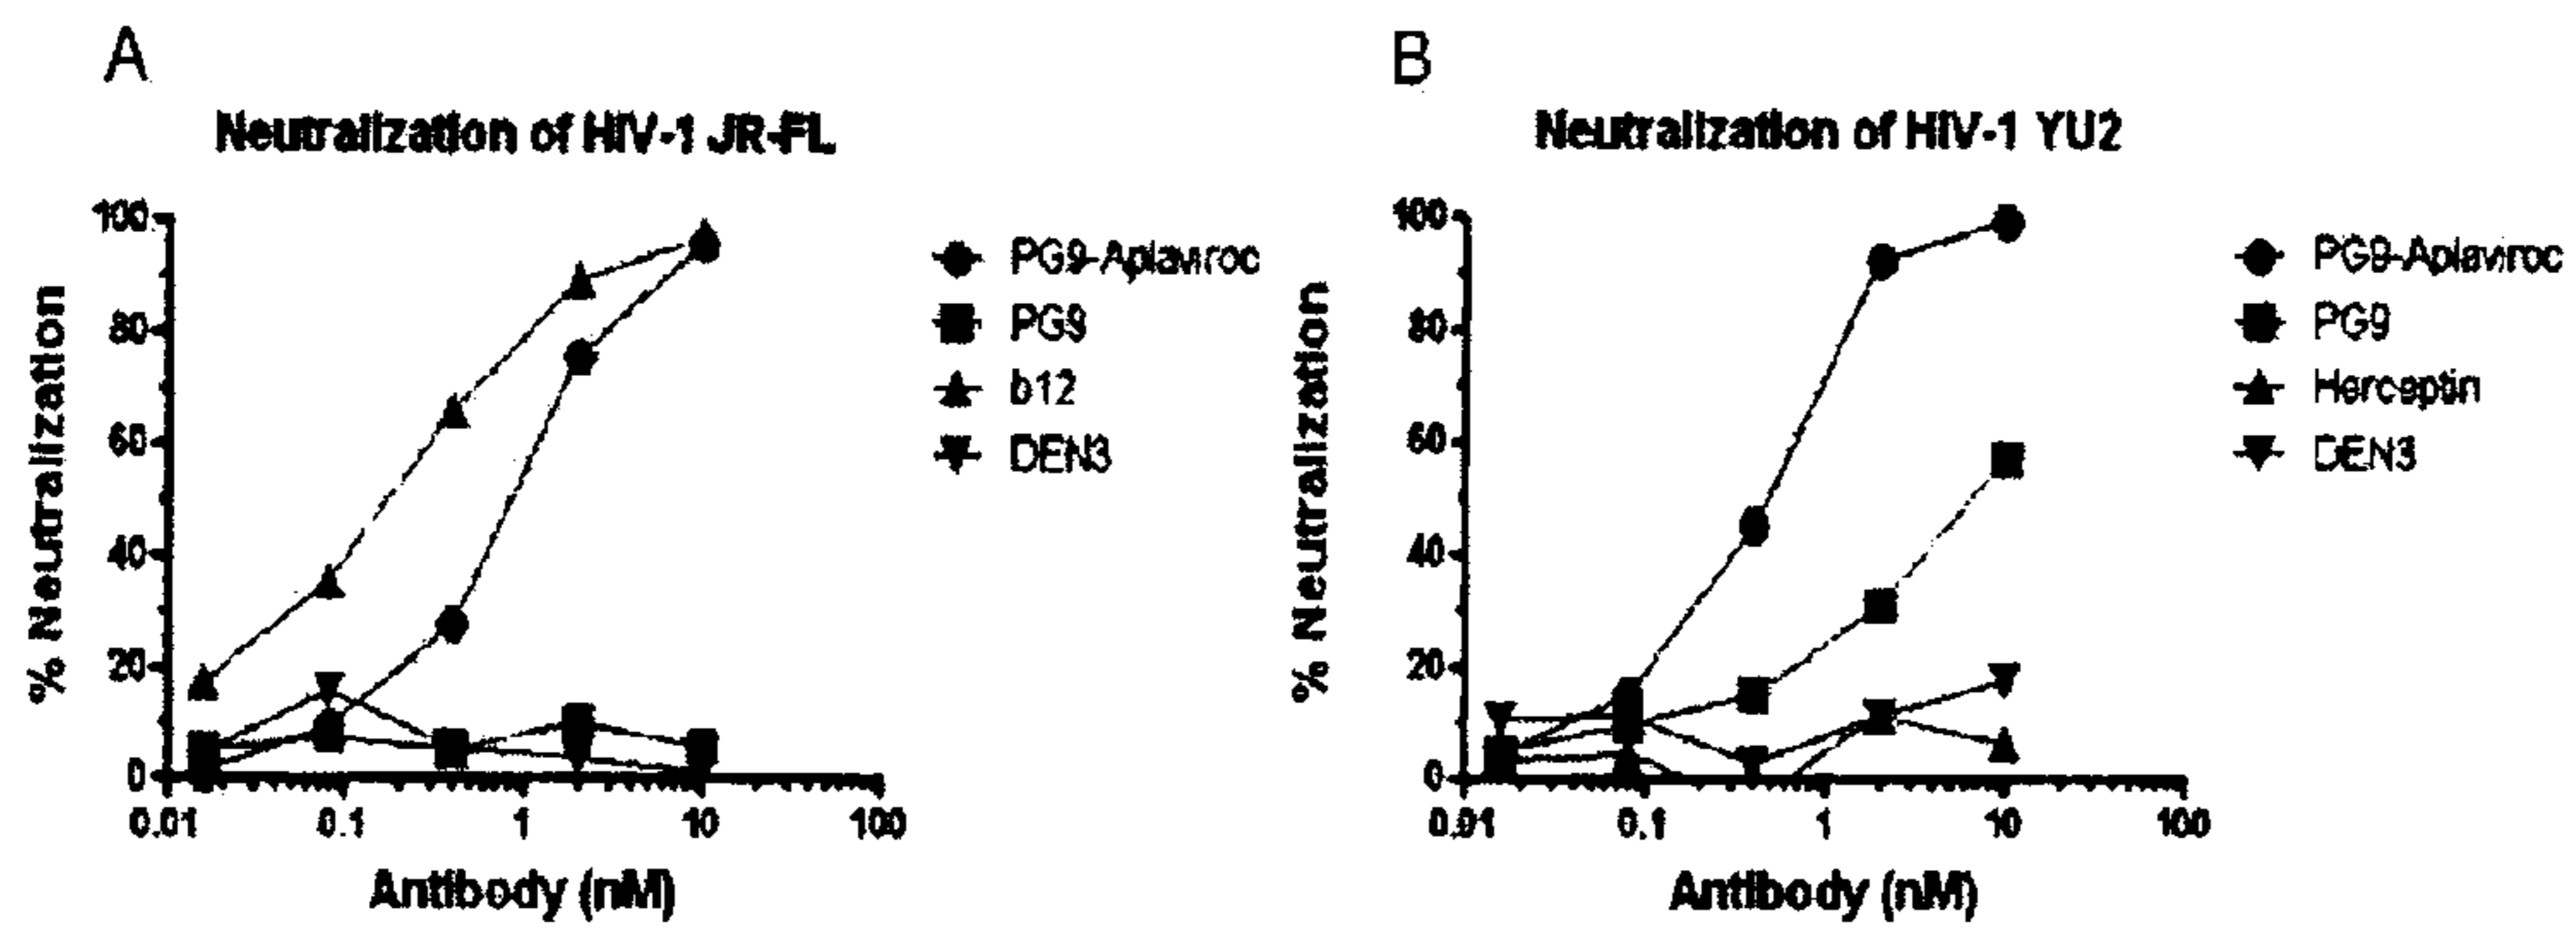 A
Neutralization of HIV-1 JR-FL
100
80
60
40
20
0
0.01 0.1 1 10 100
% Neutralization
Antibody (nM)
PG9-Aplaviroc
PG9
b12
DEN3
B
Neutralization of HIV-1 YU2
100
80
60
40
20
0
0.01 0.1 1 10 100
% Neutralization
Antibody (nM)
PG9-Aplaviroc
PG9
Herceptin
DEN3